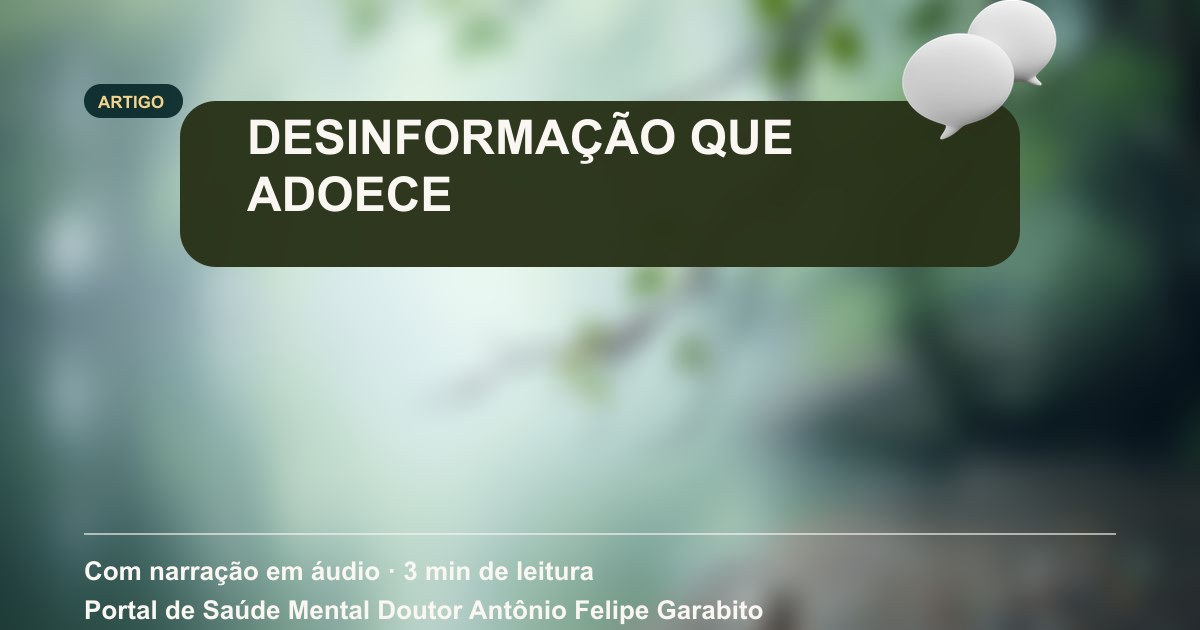 ARTIGO
DESINFORMAÇÃO QUE
ADOECE
Com narração em áudio · 3 min de leitura
Portal de Saúde Mental Doutor Antônio Felipe Garabito